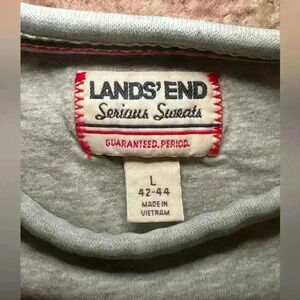 LANDS' END
Serious Sweats
GUARANTEED. PERIOD.
L
42-44
MADE IN
VIETNAM